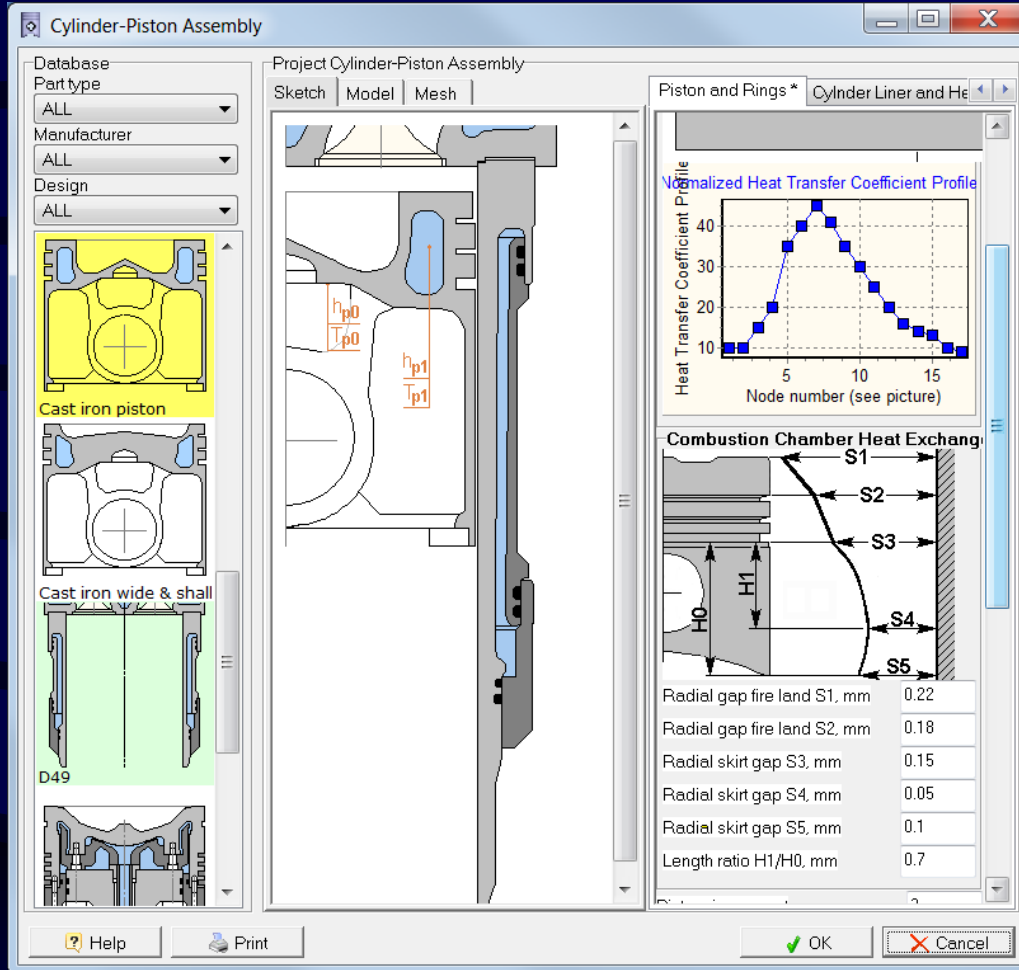 Cylinder-Piston Assembly
Database
Part type
ALL
Manufacturer
ALL
Design
ALL
Cast iron piston
Cast iron wide & shall
D49
Project Cylinder-Piston Assembly
Sketch Model Mesh
hp0
Tp0
hp1
Tp1
Piston and Rings * Cylnder Liner and He
Normalized Heat Transfer Coefficient Profile
Heat Transfer Coefficient Profile
40
30
20
10
5 10 15
Node number (see picture)
Combustion Chamber Heat Exchang
S1
S2
S3
H1
H0
S4
S5
Radial gap fire land S1, mm 0.22
Radial gap fire land S2, mm 0.18
Radial skirt gap S3, mm 0.15
Radial skirt gap S4, mm 0.05
Radial skirt gap S5, mm 0.1
Length ratio H1/H0, mm 0.7
Help Print OK Cancel